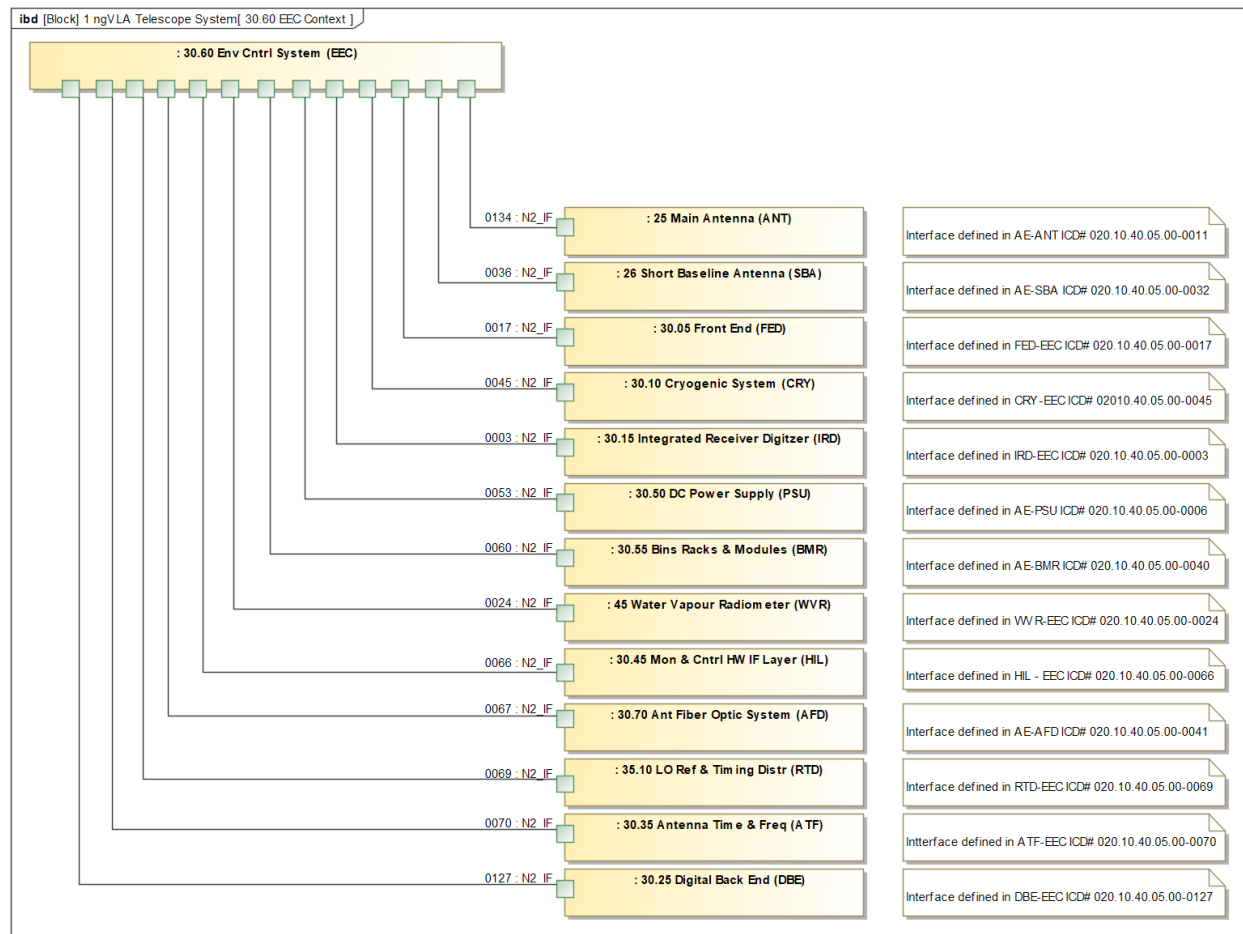 ibd [Block] 1 ngVLA Telescope System[ 30.60 EEC Context ]
: 30.60 Env Cntrl System (EEC)
0134 : N2_IF
: 25 Main Antenna (ANT)
Interface defined in AE-ANT ICD# 020.10.40.05.00-0011
0036 : N2_IF
: 26 Short Baseline Antenna (SBA)
Interface defined in AE-SBA ICD# 020.10.40.05.00-0032
0017 : N2_IF
: 30.05 Front End (FED)
Interface defined in FED-EEC ICD# 020.10.40.05.00-0017
0045 : N2_IF
: 30.10 Cryogenic System (CRY)
Interface defined in CRY-EEC ICD# 02010.40.05.00-0045
0003 : N2_IF
: 30.15 Integrated Receiver Digitzer (IRD)
Interface defined in IRD-EEC ICD# 020.10.40.05.00-0003
0053 : N2_IF
: 30.50 DC Power Supply (PSU)
Interface defined in AE-PSU ICD# 020.10.40.05.00-0006
0060 : N2_IF
: 30.55 Bins Racks & Modules (BMR)
Interface defined in AE-BMR ICD# 020.10.40.05.00-0040
0024 : N2_IF
: 45 Water Vapour Radiometer (WVR)
Interface defined in WVR-EEC ICD# 020.10.40.05.00-0024
0066 : N2_IF
: 30.45 Mon & Cntrl HW IF Layer (HIL)
Interface defined in HIL - EEC ICD# 020.10.40.05.00-0066
0067 : N2_IF
: 30.70 Ant Fiber Optic System (AFD)
Interface defined in AE-AFD ICD# 020.10.40.05.00-0041
0069 : N2_IF
: 35.10 LO Ref & Timing Distr (RTD)
Interface defined in RTD-EEC ICD# 020.10.40.05.00-0069
0070 : N2_IF
: 30.35 Antenna Time & Freq (ATF)
Intterface defined in ATF-EEC ICD# 020.10.40.05.00-0070
0127 : N2_IF
: 30.25 Digital Back End (DBE)
Interface defined in DBE-EEC ICD# 020.10.40.05.00-0127